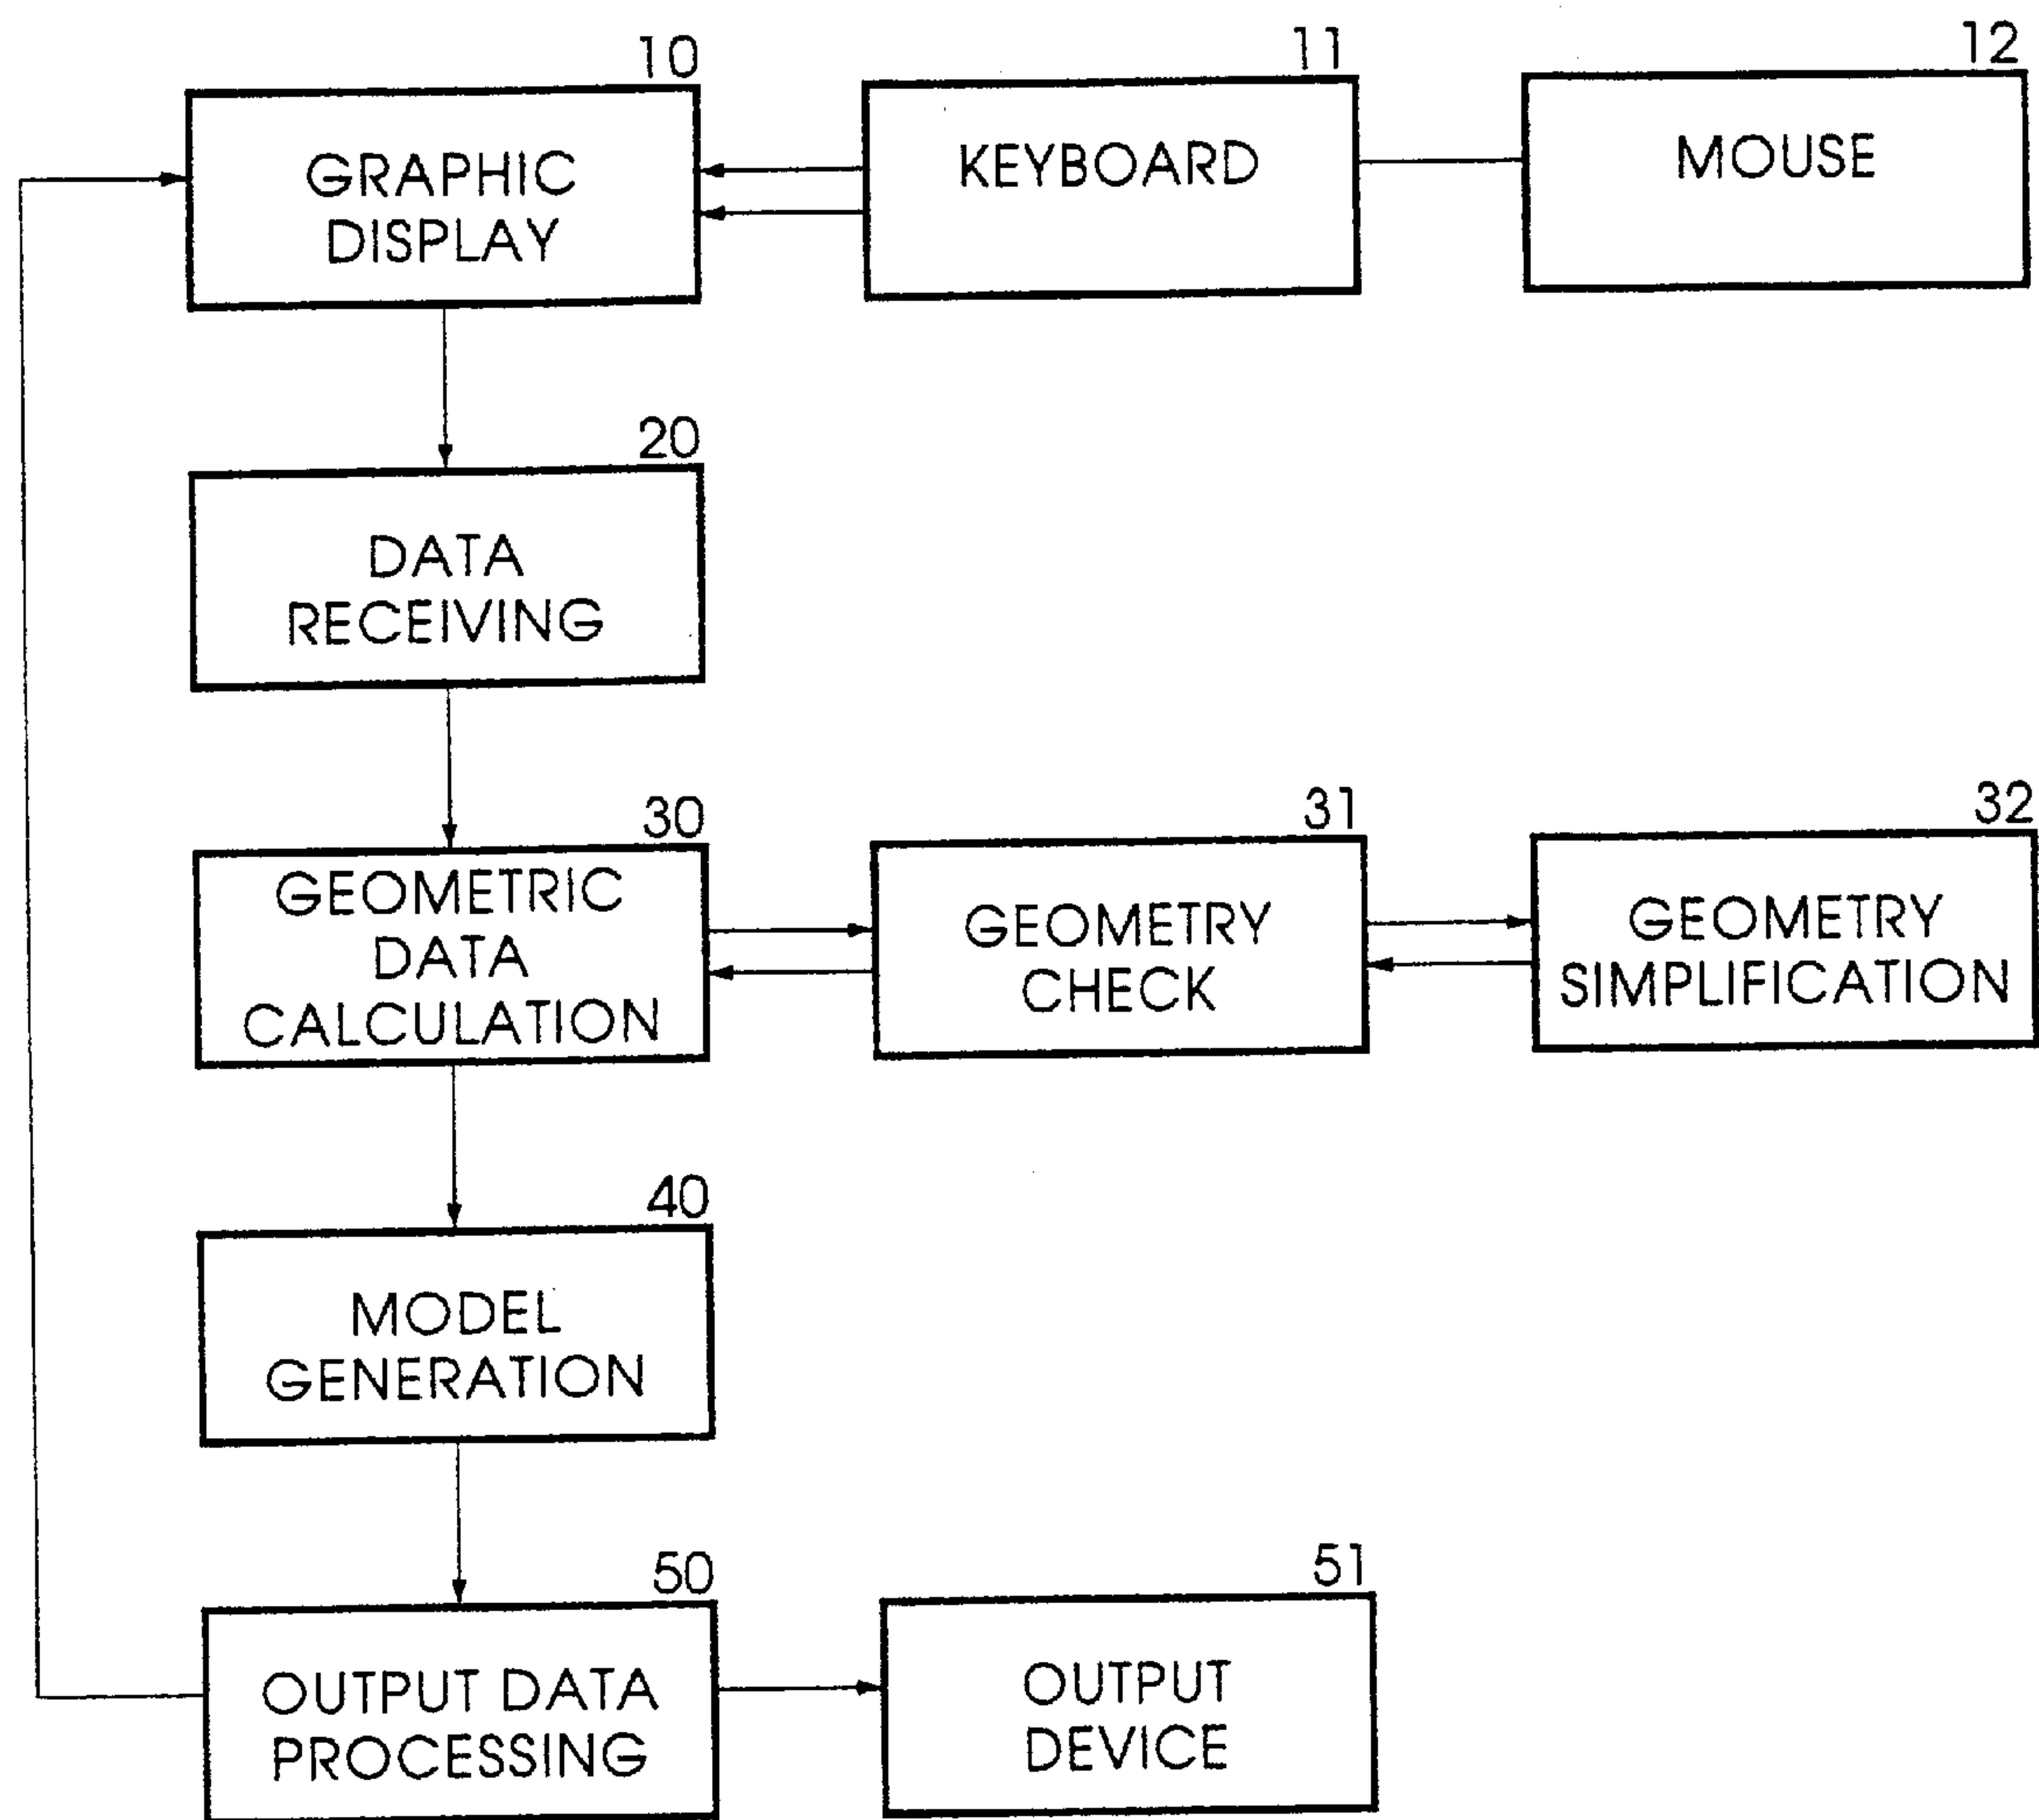 10
GRAPHIC
DISPLAY
11
KEYBOARD
12
MOUSE
20
DATA
RECEIVING
30
GEOMETRIC
DATA
CALCULATION
31
GEOMETRY
CHECK
32
GEOMETRY
SIMPLIFICATION
40
MODEL
GENERATION
50
OUTPUT DATA
PROCESSING
51
OUTPUT
DEVICE